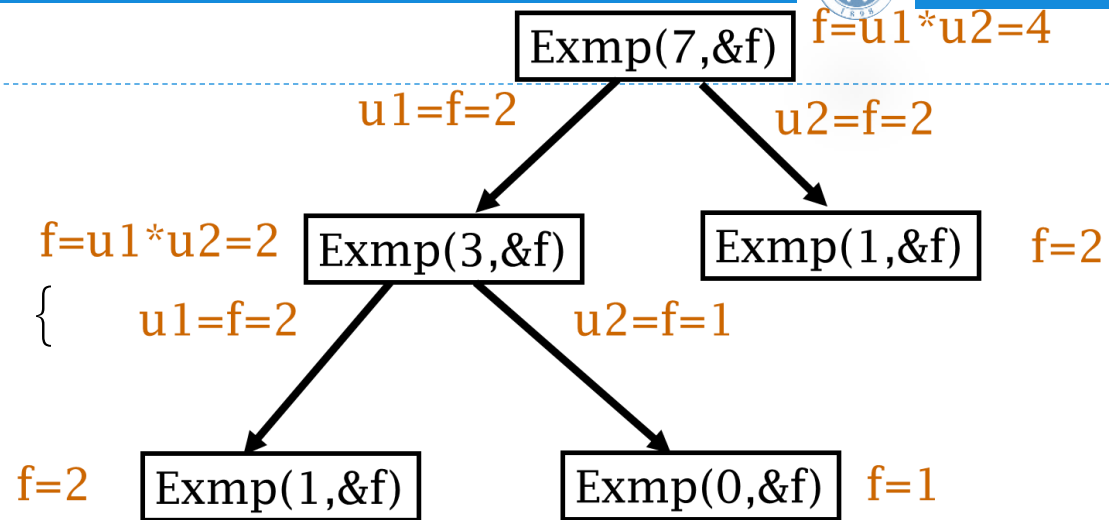 1898
Exmp(7,&f)
f=u1*u2=4
u1=f=2
u2=f=2
f=u1*u2=2
Exmp(3,&f)
Exmp(1,&f)
f=2
{
u1=f=2
u2=f=1
f=2
Exmp(1,&f)
Exmp(0,&f)
f=1